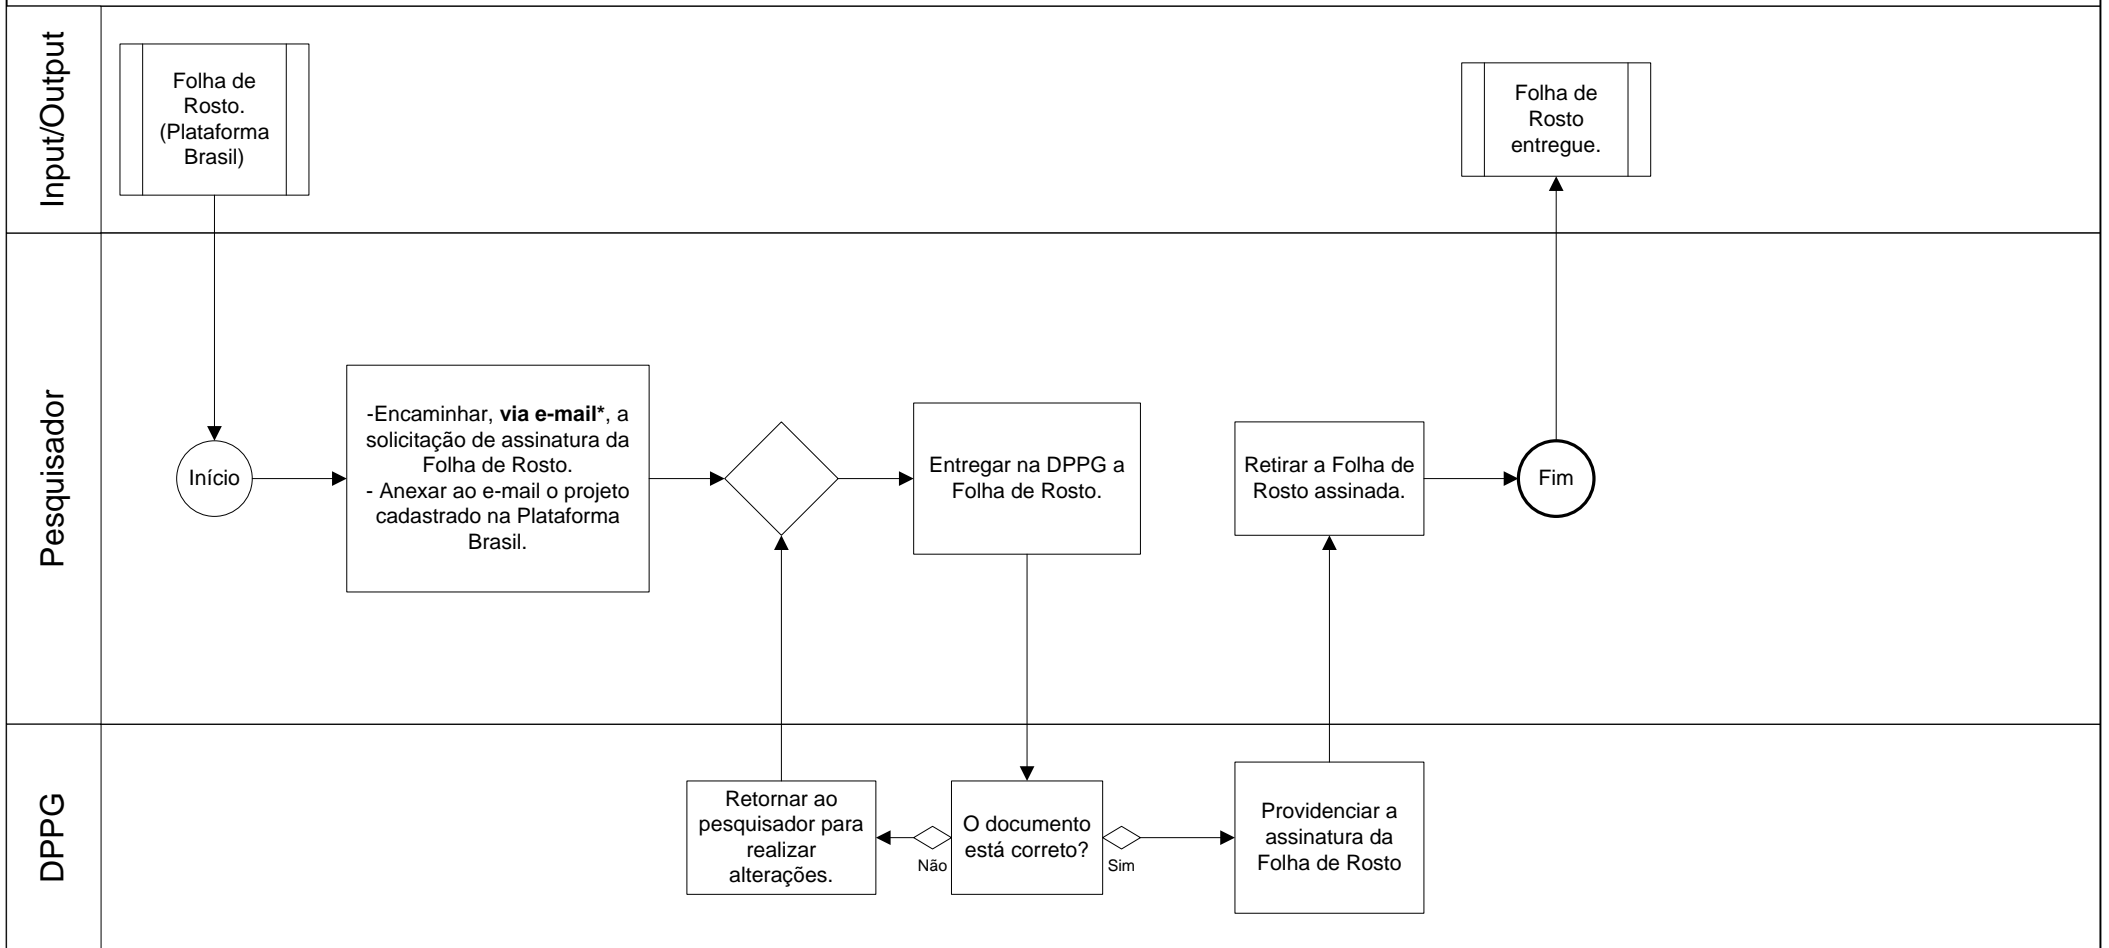 Input/Output
Folha de
Rosto.
(Plataforma
Brasil)
Folha de
Rosto
entregue.
Pesquisador
Início
-Encaminhar, via e-mail*, a
solicitação de assinatura da
Folha de Rosto.
- Anexar ao e-mail o projeto
cadastrado na Plataforma
Brasil.
Entregar na DPPG a
Folha de Rosto.
Retirar a Folha de
Rosto assinada.
Fim
DPPG
Retornar ao
pesquisador para
realizar
alterações.
Não
O documento
está correto?
Sim
Providenciar a
assinatura da
Folha de Rosto